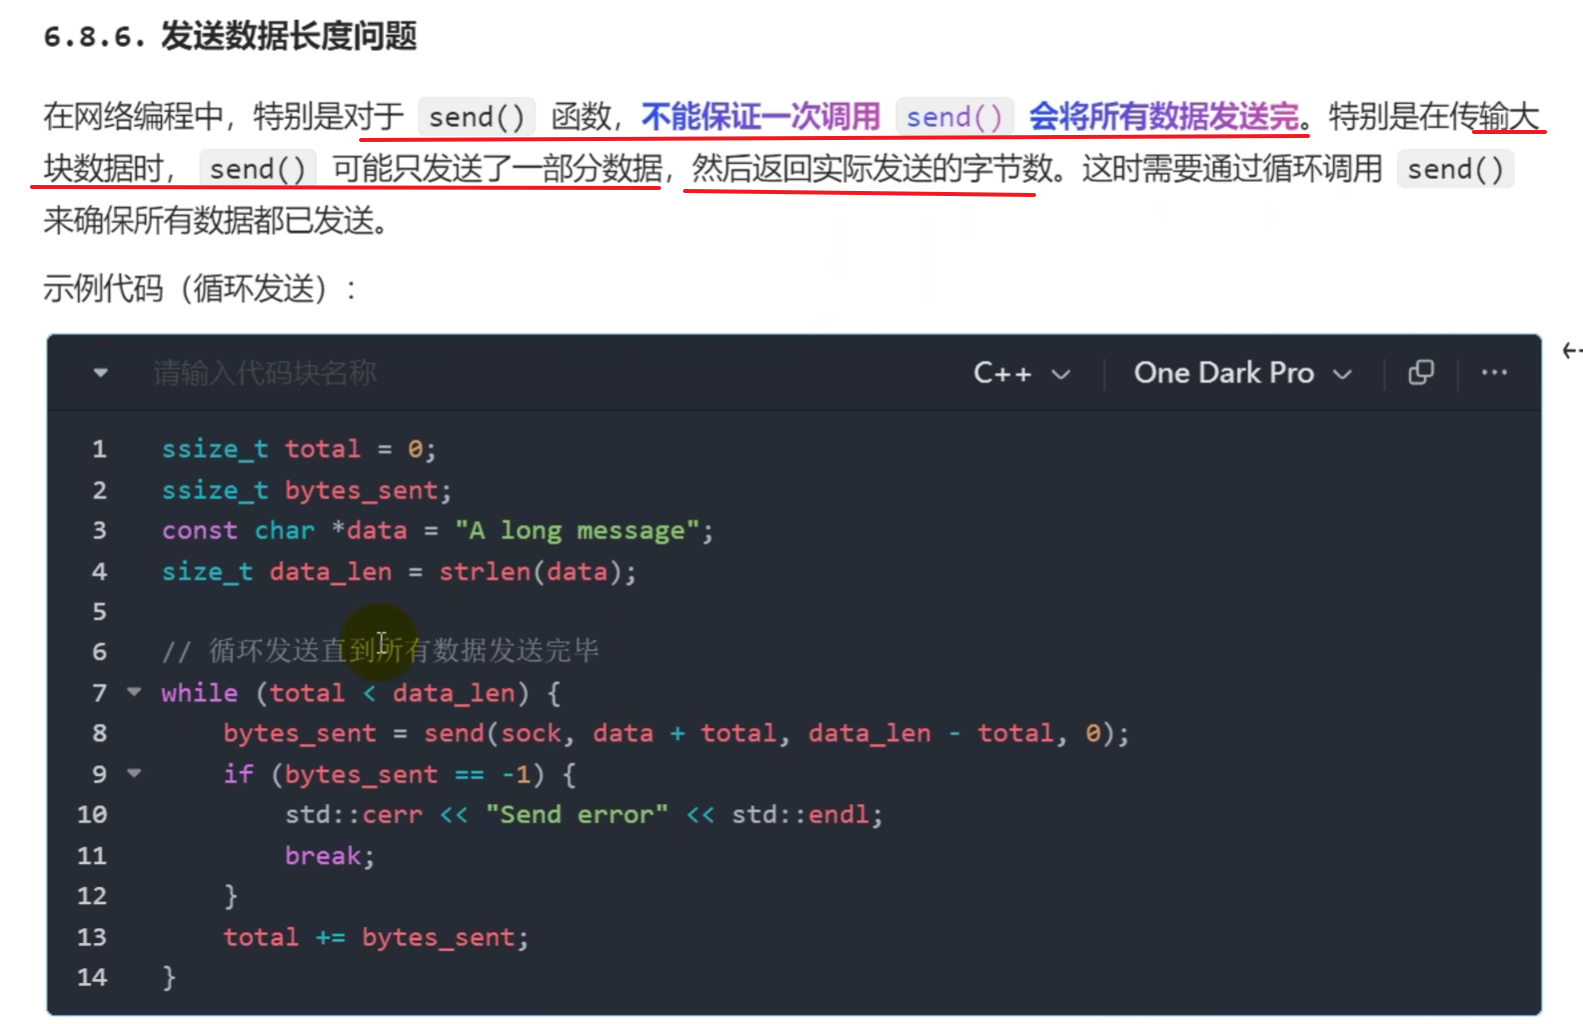 6.8.6. 发送数据长度问题
在网络编程中，特别是对于 send() 函数，不能保证一次调用 send() 会将所有数据发送完。特别是在传输大
块数据时， send() 可能只发送了一部分数据，然后返回实际发送的字节数。这时需要通过循环调用 send()
来确保所有数据都已发送。
示例代码（循环发送）：
请输入代码块名称 C++ One Dark Pro
1 ssize_t total = 0;
2 ssize_t bytes_sent;
3 const char *data = "A long message";
4 size_t data_len = strlen(data);
5
6 // 循环发送直到所有数据发送完毕
7 while (total < data_len) {
8     bytes_sent = send(sock, data + total, data_len - total, 0);
9     if (bytes_sent == -1) {
10         std::cerr << "Send error" << std::endl;
11         break;
12     }
13     total += bytes_sent;
14 }